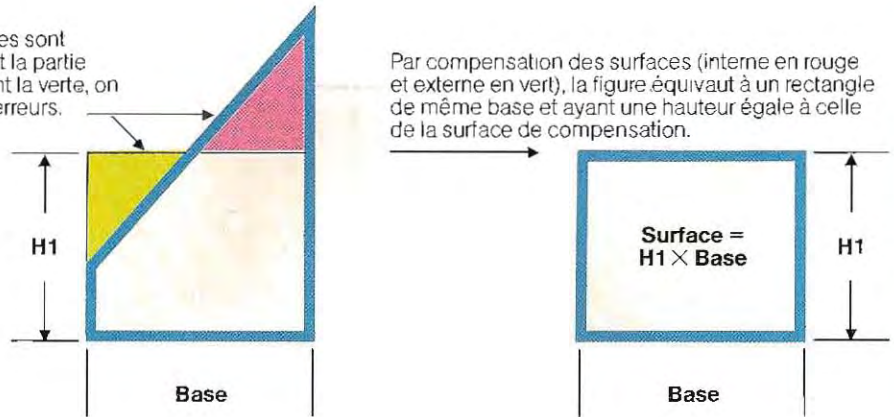 es sont
t la partie
nt la verte, on
erreurs.
Par compensation des surfaces (interne en rouge
et externe en vert), la figure équivaut à un rectangle
de même base et ayant une hauteur égale à celle
de la surface de compensation.
H1
Surface =
H1 × Base
H1
Base
Base